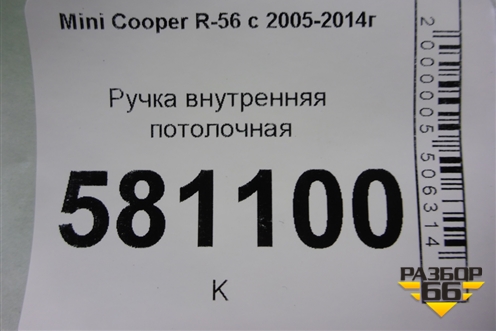 Mini Cooper R-56 с 2005-2014г
Ручка внутренняя
потолочная
581100
К
2000005506314
РАЗБОР
66